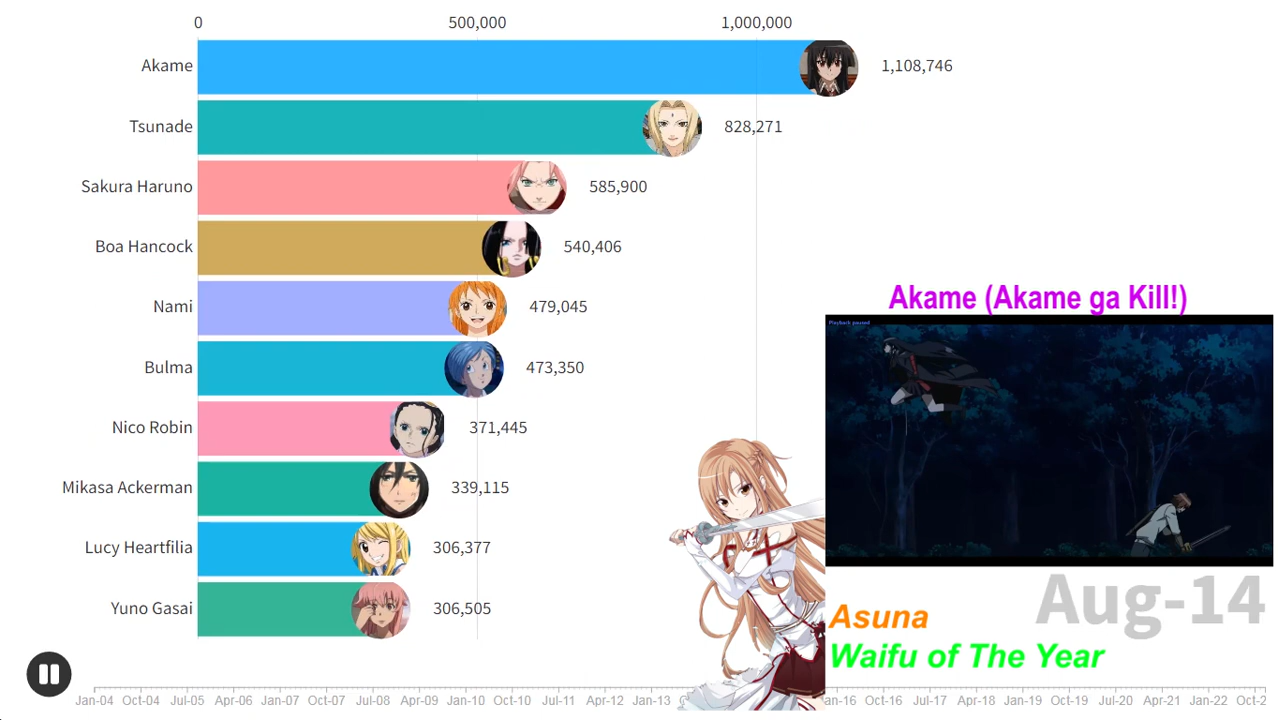 0 500,000 1,000,000
Akame 1,108,746
Tsunade 828,271
Sakura Haruno 585,900
Boa Hancock 540,406
Nami 479,045
Bulma 473,350
Nico Robin 371,445
Mikasa Ackerman 339,115
Lucy Heartfilia 306,377
Yuno Gasai 306,505
Akame (Akame ga Kill!)
Playback paused
Aug-14
Asuna
Waifu of The Year
Jan-04 Oct-04 Jul-05 Apr-06 Jan-07 Oct-07 Jul-08 Apr-09 Jan-10 Oct-10 Jul-11 Apr-12 Jan-13 an-16 Oct-16 Jul-17 Apr-18 Jan-19 Oct-19 Jul-20 Apr-21 Jan-22 Oct-2